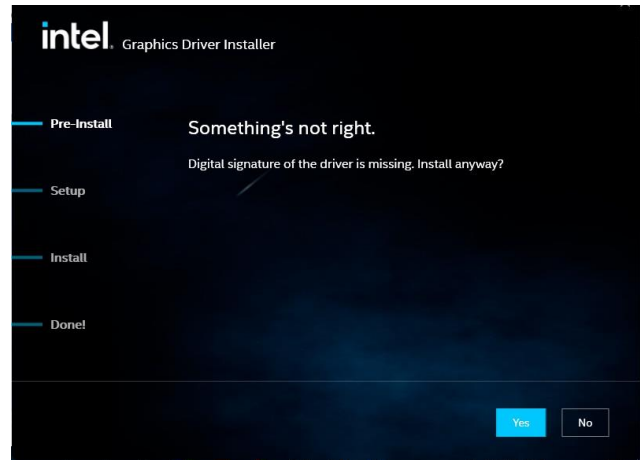 intel. Graphics Driver Installer
Pre-Install
Something's not right.
Digital signature of the driver is missing. Install anyway?
Setup
Install
Done!
Yes No